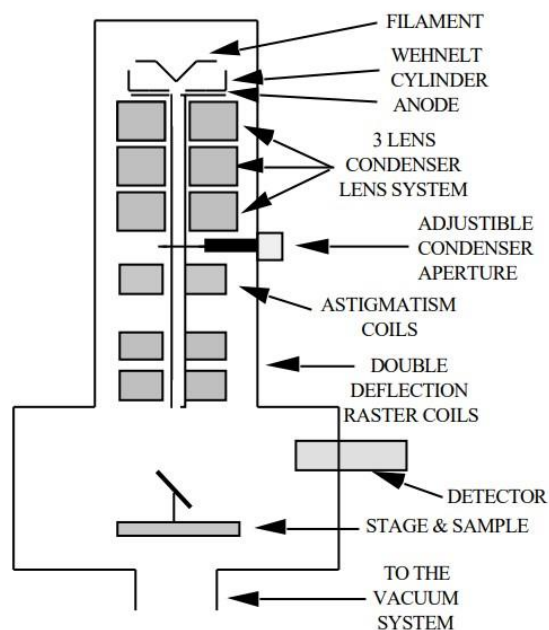 FILAMENT
WEHNELT
CYLINDER
ANODE
3 LENS
CONDENSER
LENS SYSTEM
ADJUSTIBLE
CONDENSER
APERTURE
ASTIGMATISM
COILS
DOUBLE
DEFLECTION
RASTER COILS
DETECTOR
STAGE & SAMPLE
TO THE
VACUUM
SYSTEM